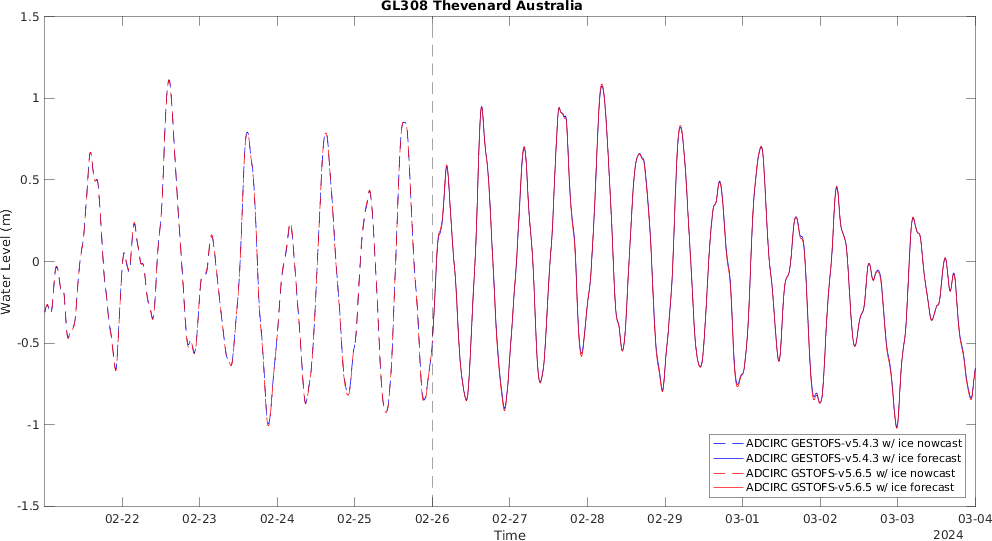 GL308 Thevenard Australia
Water Level (m)
1.5
1
0.5
0
-0.5
-1
-1.5
ADCIRC GESTOFS-v5.4.3 w/ ice nowcast
ADCIRC GESTOFS-v5.4.3 w/ ice forecast
ADCIRC GSTOFS-v5.6.5 w/ ice nowcast
ADCIRC GSTOFS-v5.6.5 w/ ice forecast
02-22 02-23 02-24 02-25 02-26 02-27 02-28 02-29 03-01 03-02 03-03 03-04
Time
2024